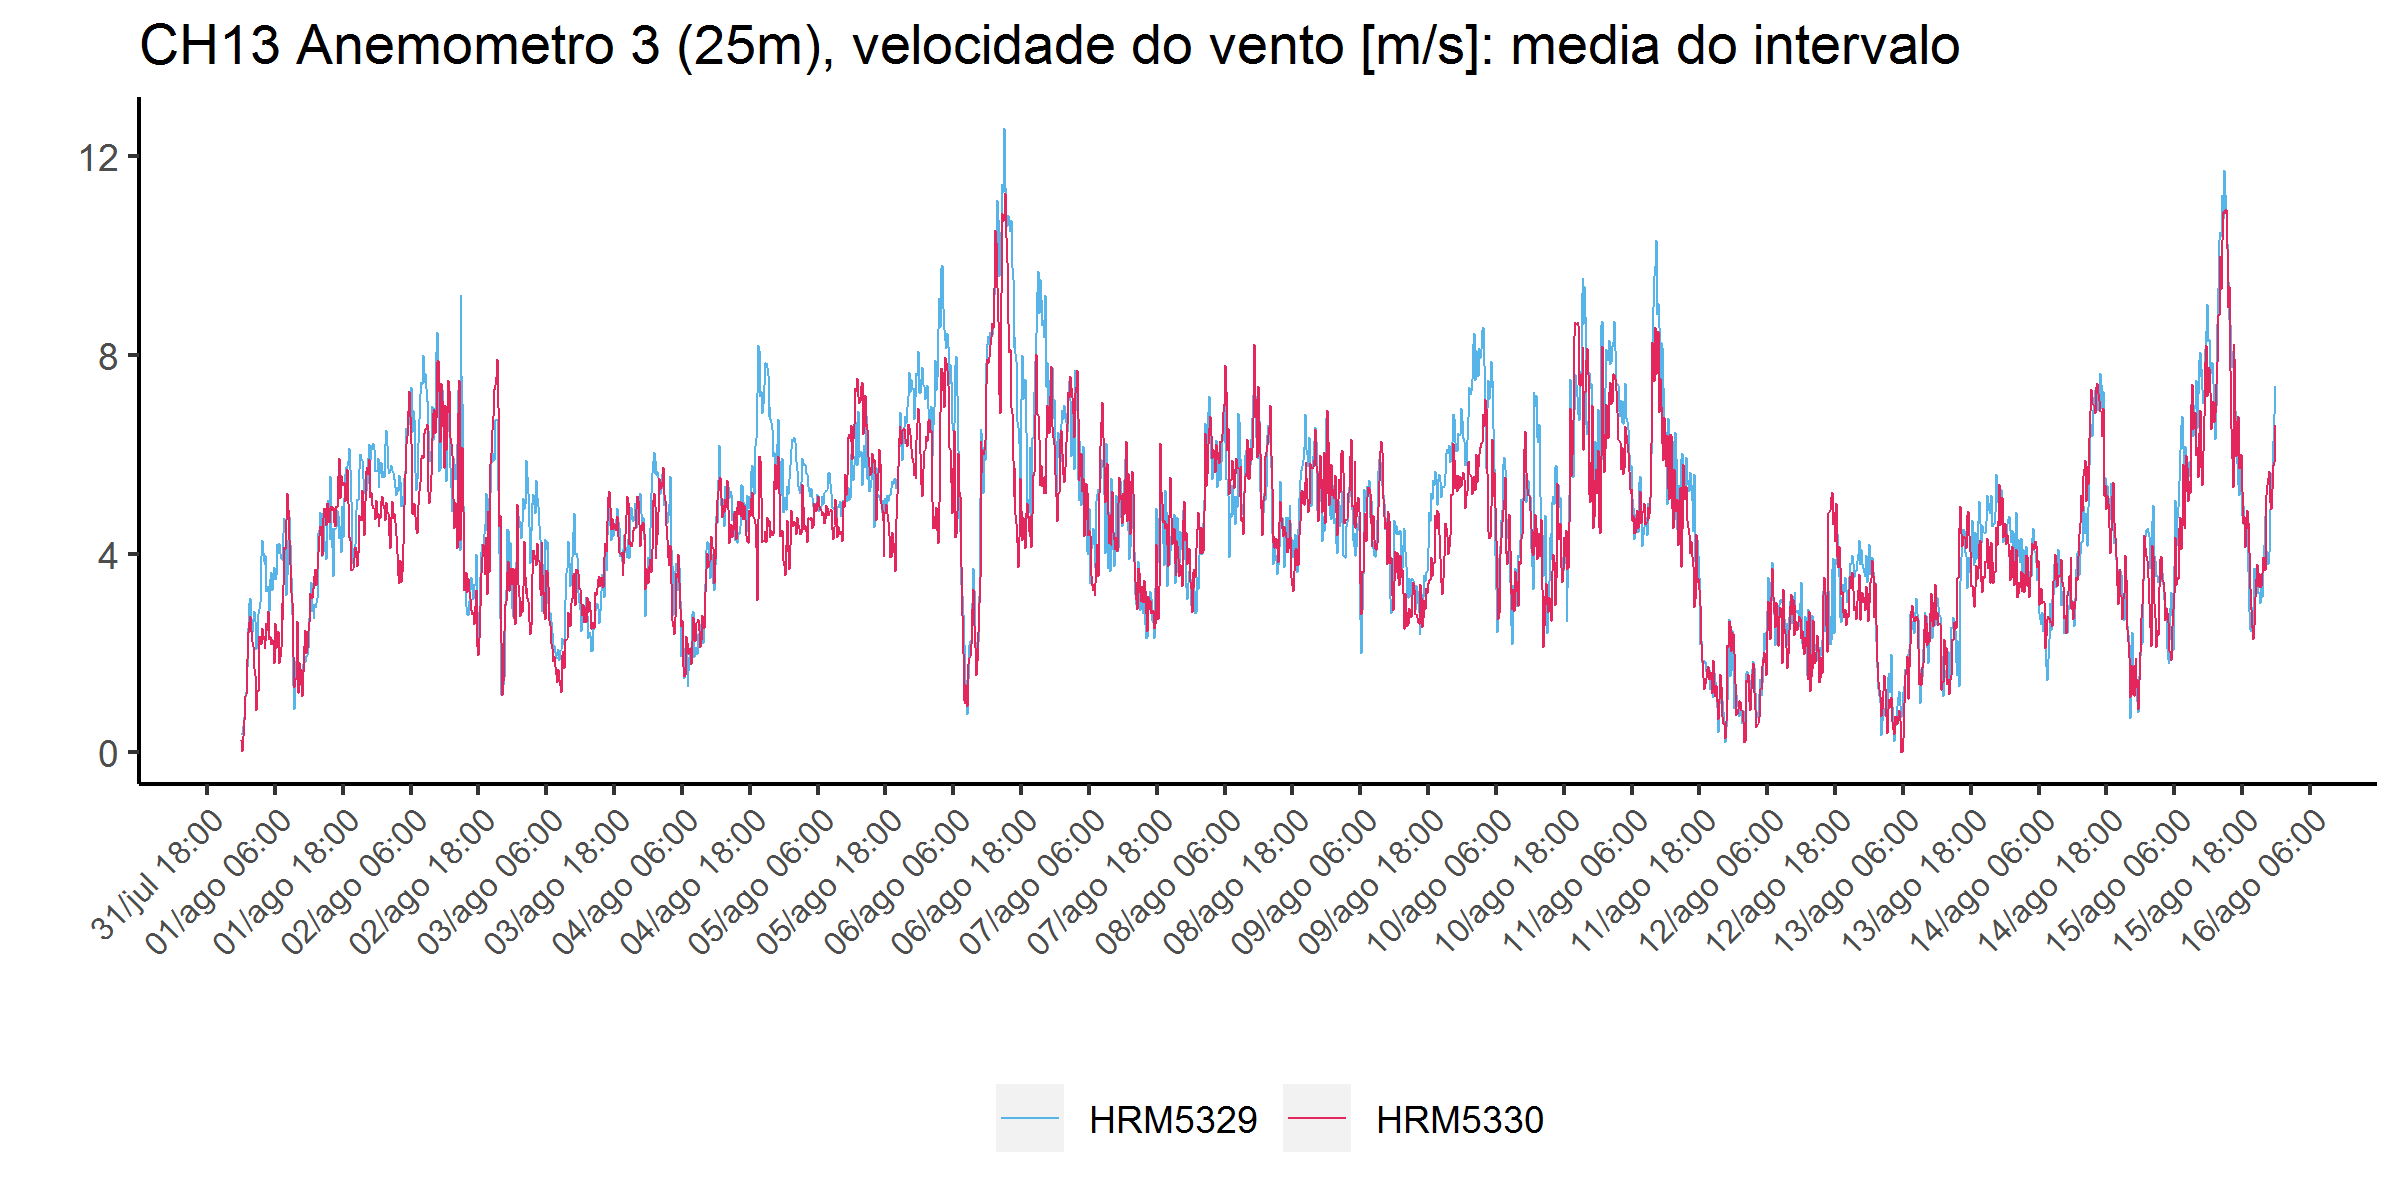 CH13 Anemometro 3 (25m), velocidade do vento [m/s]: media do intervalo
12
8
4
0
31/jul 18:00
01/ago 06:00
01/ago 18:00
02/ago 06:00
02/ago 18:00
03/ago 06:00
03/ago 18:00
04/ago 06:00
04/ago 18:00
05/ago 06:00
05/ago 18:00
06/ago 06:00
06/ago 18:00
07/ago 06:00
07/ago 18:00
08/ago 06:00
08/ago 18:00
09/ago 06:00
09/ago 18:00
10/ago 06:00
10/ago 18:00
11/ago 06:00
11/ago 18:00
12/ago 06:00
12/ago 18:00
13/ago 06:00
13/ago 18:00
14/ago 06:00
14/ago 18:00
15/ago 06:00
15/ago 18:00
16/ago 06:00
HRM5329 HRM5330